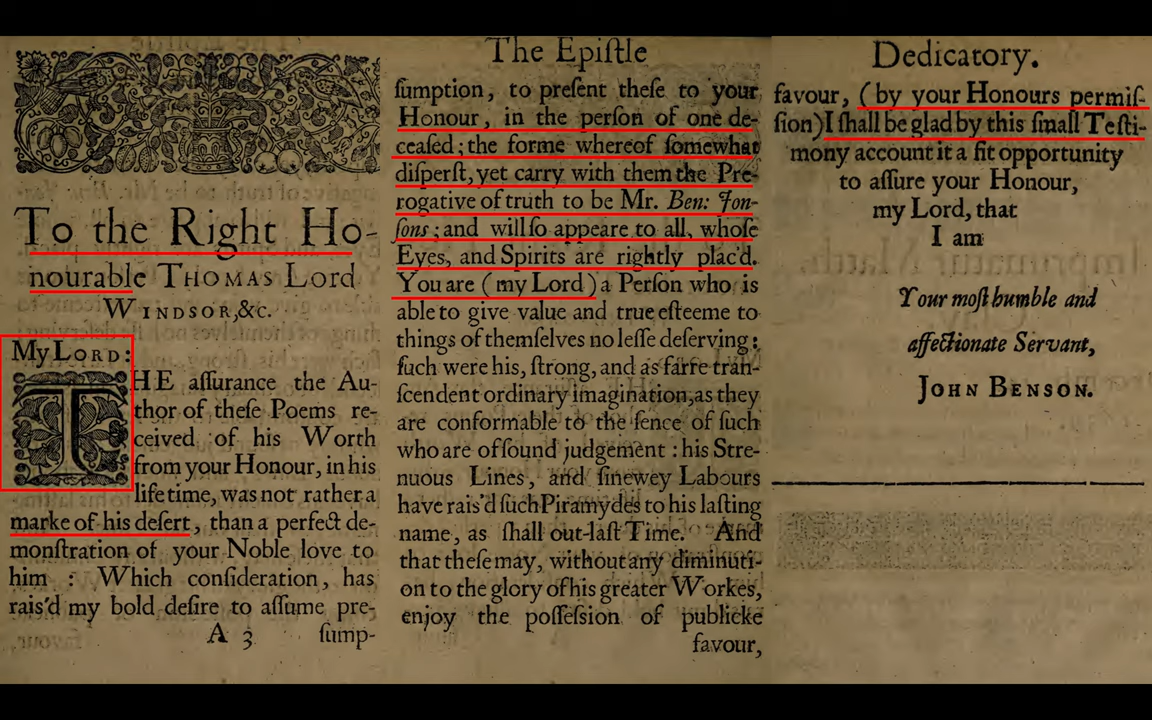 To the Right Ho-
nourable THOMAS Lord
WINDSOR,&c.
My LORD:
THE aſſurance the Au-
thor of theſe Poems re-
ceived of his Worth
from your Honour, in his
life time, was not rather a
marke of his deſert, than a perfect de-
monſtration of your Noble love to
him : Which conſideration, has
rais'd my bold deſire to aſſume pre-
A 3 ſump-
The Epiſtle
ſumption, to preſent theſe to your
Honour, in the perſon of one de-
ceaſed; the forme whereof ſomewhat
diſperſt, yet carry with them the Pre-
rogative of truth to be Mr. Ben: Jon-
ſons; and will ſo appeare to all, whoſe
Eyes, and Spirits are rightly plac'd.
You are (my Lord) a Perſon who is
able to give value and true eſteeme to
things of themſelves no leſſe deſerving:
ſuch were his, ſtrong, and as farre tran-
ſcendent ordinary imagination, as they
are conformable to the ſence of ſuch
who are of ſound judgement : his Stre-
nuous Lines, and ſinewey Labours
have rais'd ſuch Piramydes to his laſting
name, as ſhall out-laſt Time. And
that theſe may, without any diminuti-
on to the glory of his greater Workes,
enjoy the poſſeſsion of publicke
favour,
Dedicatory.
favour, (by your Honours permiſ-
ſion) I ſhall be glad by this ſmall Teſti-
mony account it a fit opportunity
to aſſure your Honour,
my Lord, that
I am
Your moſt humble and
affectionate Servant,
JOHN BENSON.